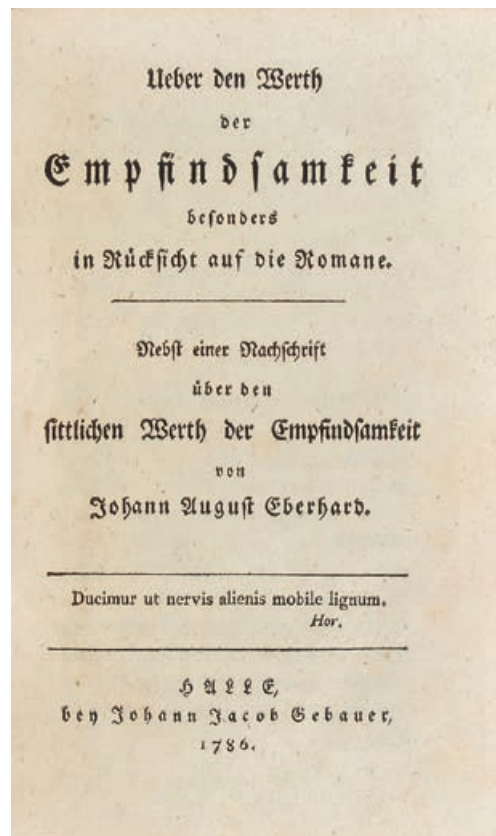 Ueber den Werth
der
Empfindsamkeit
besonders
in Rücksicht auf die Romane.
Nebst einer Nachschrift
über den
sittlichen Werth der Empfindsamkeit
von
Johann August Eberhard.
Ducimur ut nervis alienis mobile lignum.
Hor.
HALLE,
bey Johann Jacob Gebauer,
1786.